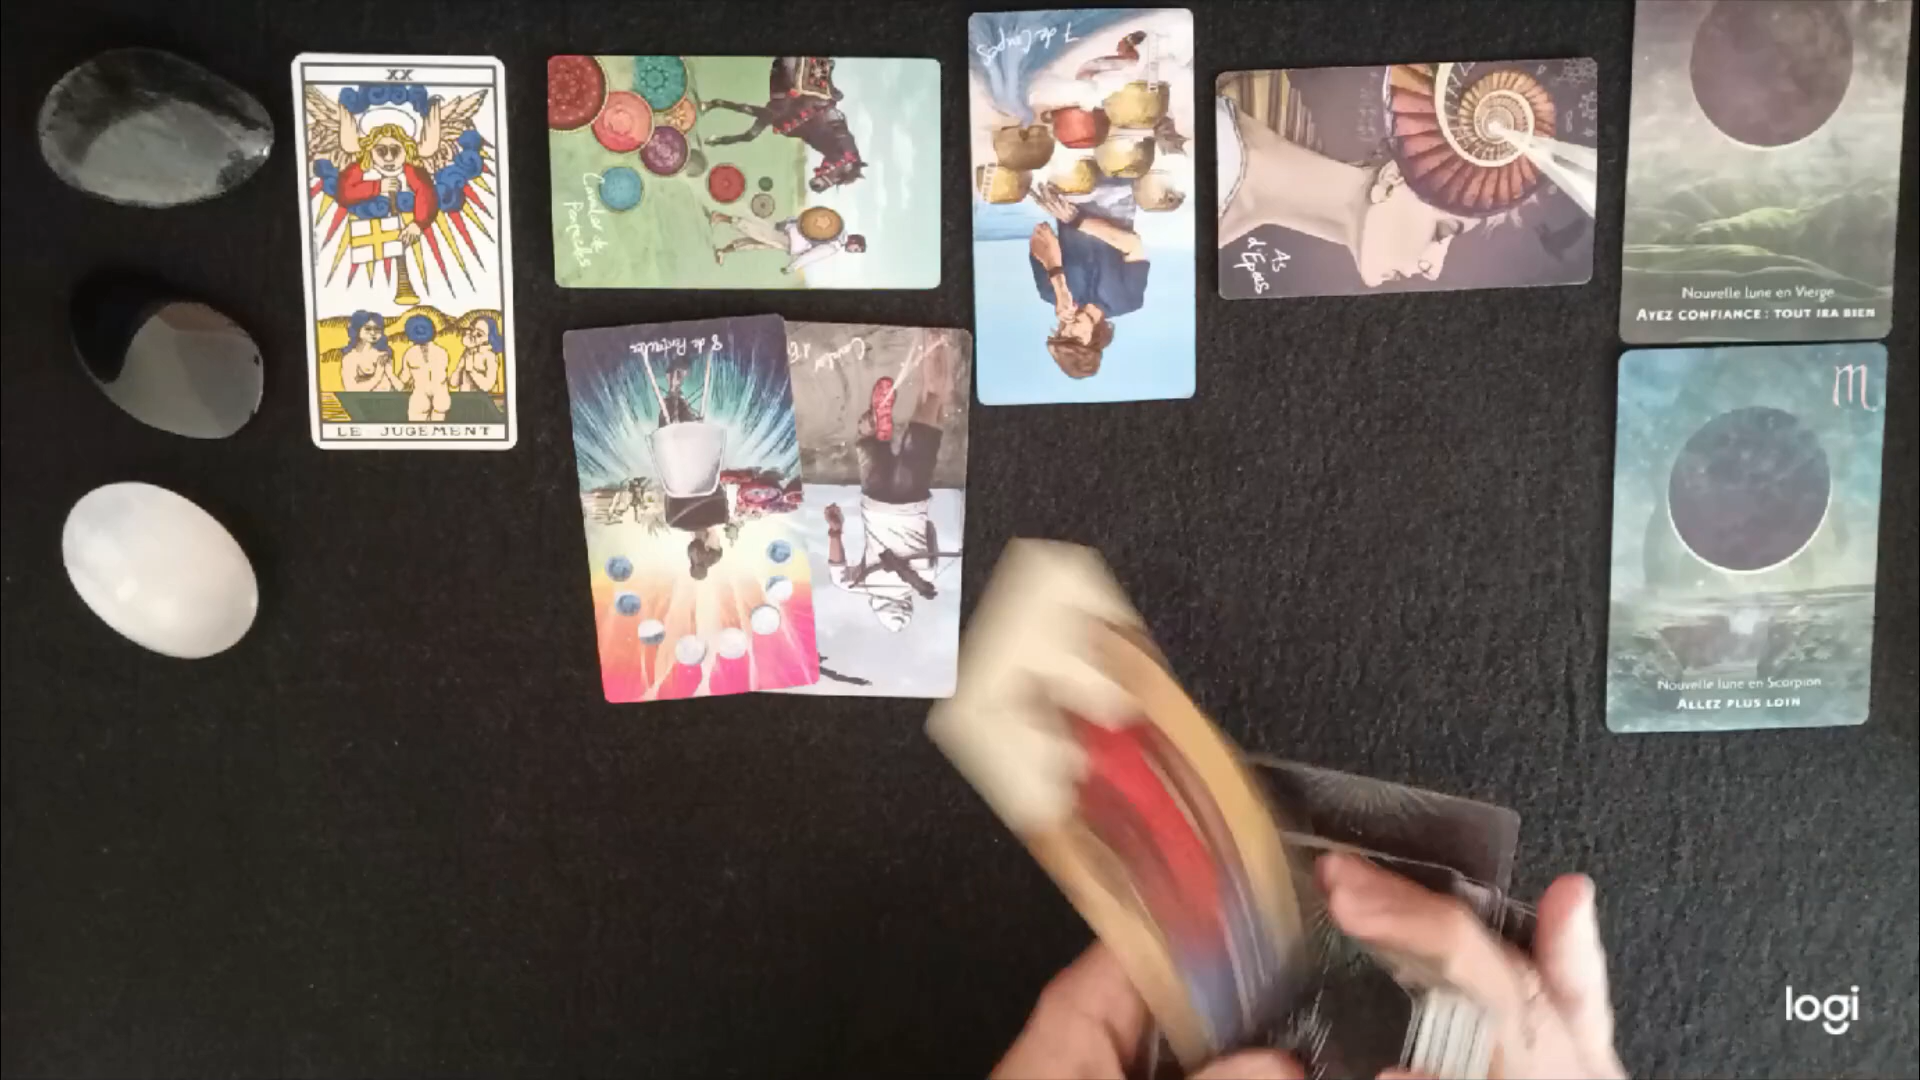 XX
LE · JUGEMENT
Cavalier de
Pentacles
8 de Pentacles
7 de Coupes
As
d'Épées
Nouvelle lune en Vierge
AYEZ CONFIANCE : TOUT IRA BIEN
Nouvelle lune en Scorpion
ALLEZ PLUS LOIN
logi